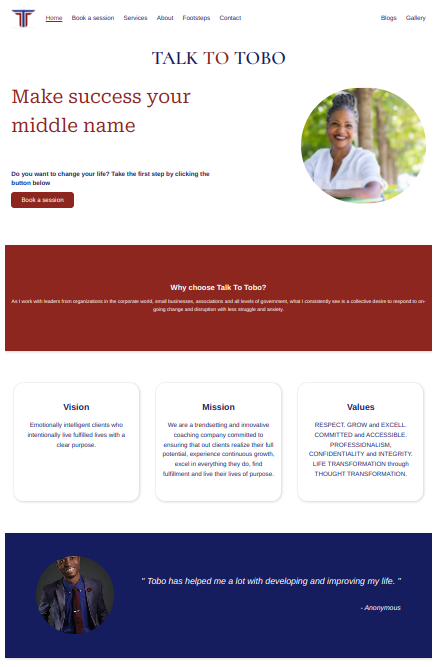 Home Book a session Services About Footsteps Contact Blogs Gallery
TALK TO TOBO
Make success your
middle name
Do you want to change your life? Take the first step by clicking the
button below
Book a session
Why choose Talk To Tobo?
As I work with leaders from organizations in the corporate world, small businesses, associations and all levels of government, what I consistently see is a collective desire to respond to on-
going change and disruption with less struggle and anxiety.
Vision
Emotionally intelligent clients who
intentionally live fulfilled lives with a
clear purpose.
Mission
We are a trendsetting and innovative
coaching company committed to
ensuring that out clients realize their full
potential, experience continuous growth,
excel in everything they do, find
fulfillment and live their lives of purpose.
Values
RESPECT. GROW and EXCELL.
COMMITTED and ACCESSIBLE.
PROFESSIONALISM,
CONFIDENTIALITY and INTEGRITY.
LIFE TRANSFORMATION through
THOUGHT TRANSFORMATION.
" Tobo has helped me a lot with developing and improving my life. "
- Anonymous